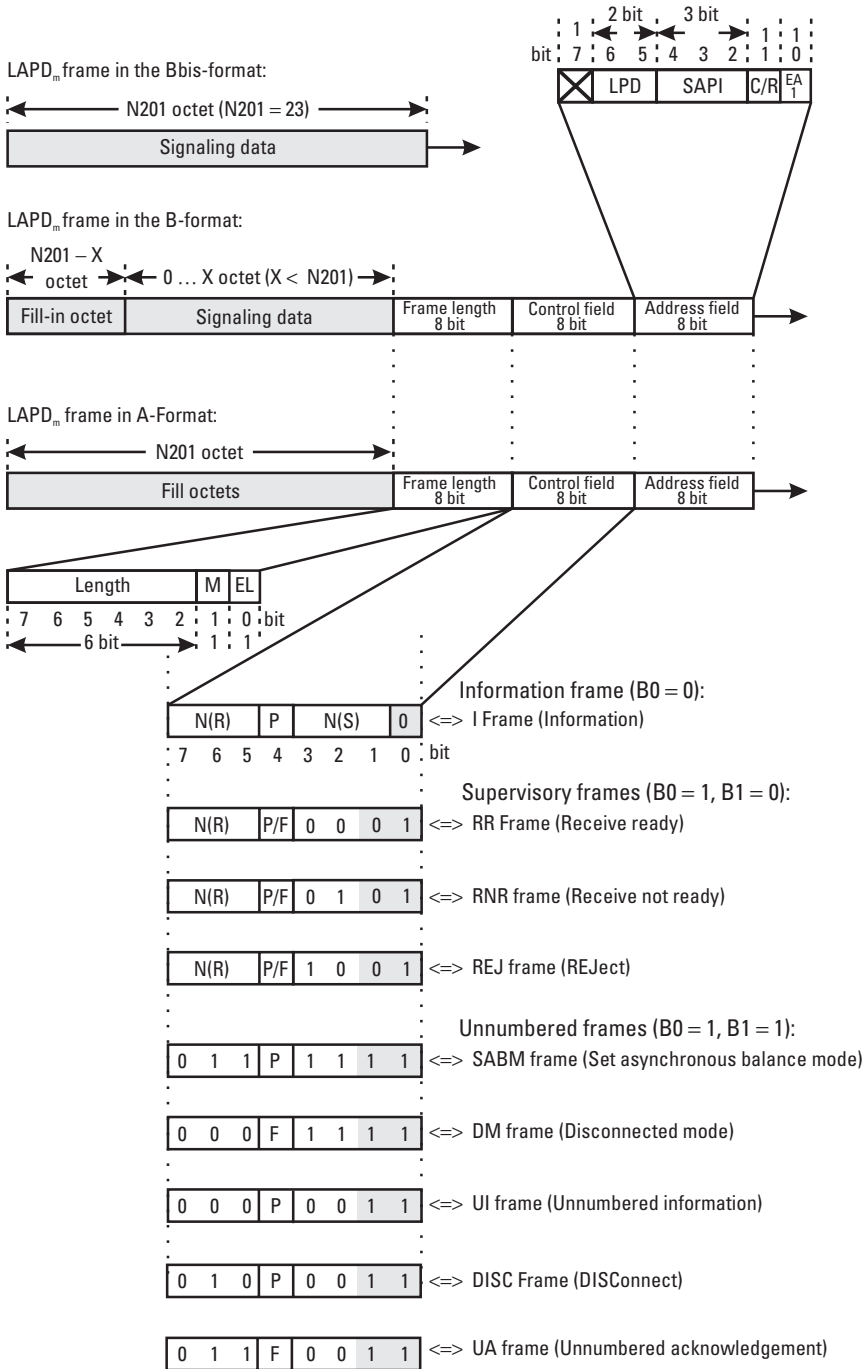 2 bit 3 bit
1 1 1
bit 7 6 5 4 3 2 1 0
LPD SAPI C/R EA 1
LAPDm frame in the Bbis-format:
N201 octet (N201 = 23)
Signaling data
LAPDm frame in the B-format:
N201 – X
octet 0 … X octet (X < N201)
Fill-in octet Signaling data Frame length 8 bit Control field 8 bit Address field 8 bit
LAPDm frame in A-Format:
N201 octet
Fill octets Frame length 8 bit Control field 8 bit Address field 8 bit
Length M EL
7 6 5 4 3 2 1 0 bit
6 bit 1 1
Information frame (B0 = 0):
N(R) P N(S) 0 <=> I Frame (Information)
7 6 5 4 3 2 1 0 bit
Supervisory frames (B0 = 1, B1 = 0):
N(R) P/F 0 0 0 1 <=> RR Frame (Receive ready)
N(R) P/F 0 1 0 1 <=> RNR frame (Receive not ready)
N(R) P/F 1 0 0 1 <=> REJ frame (REJect)
Unnumbered frames (B0 = 1, B1 = 1):
0 1 1 P 1 1 1 1 <=> SABM frame (Set asynchronous balance mode)
0 0 0 F 1 1 1 1 <=> DM frame (Disconnected mode)
0 0 0 P 0 0 1 1 <=> UI frame (Unnumbered information)
0 1 0 P 0 0 1 1 <=> DISC Frame (DISConnect)
0 1 1 F 0 0 1 1 <=> UA frame (Unnumbered acknowledgement)